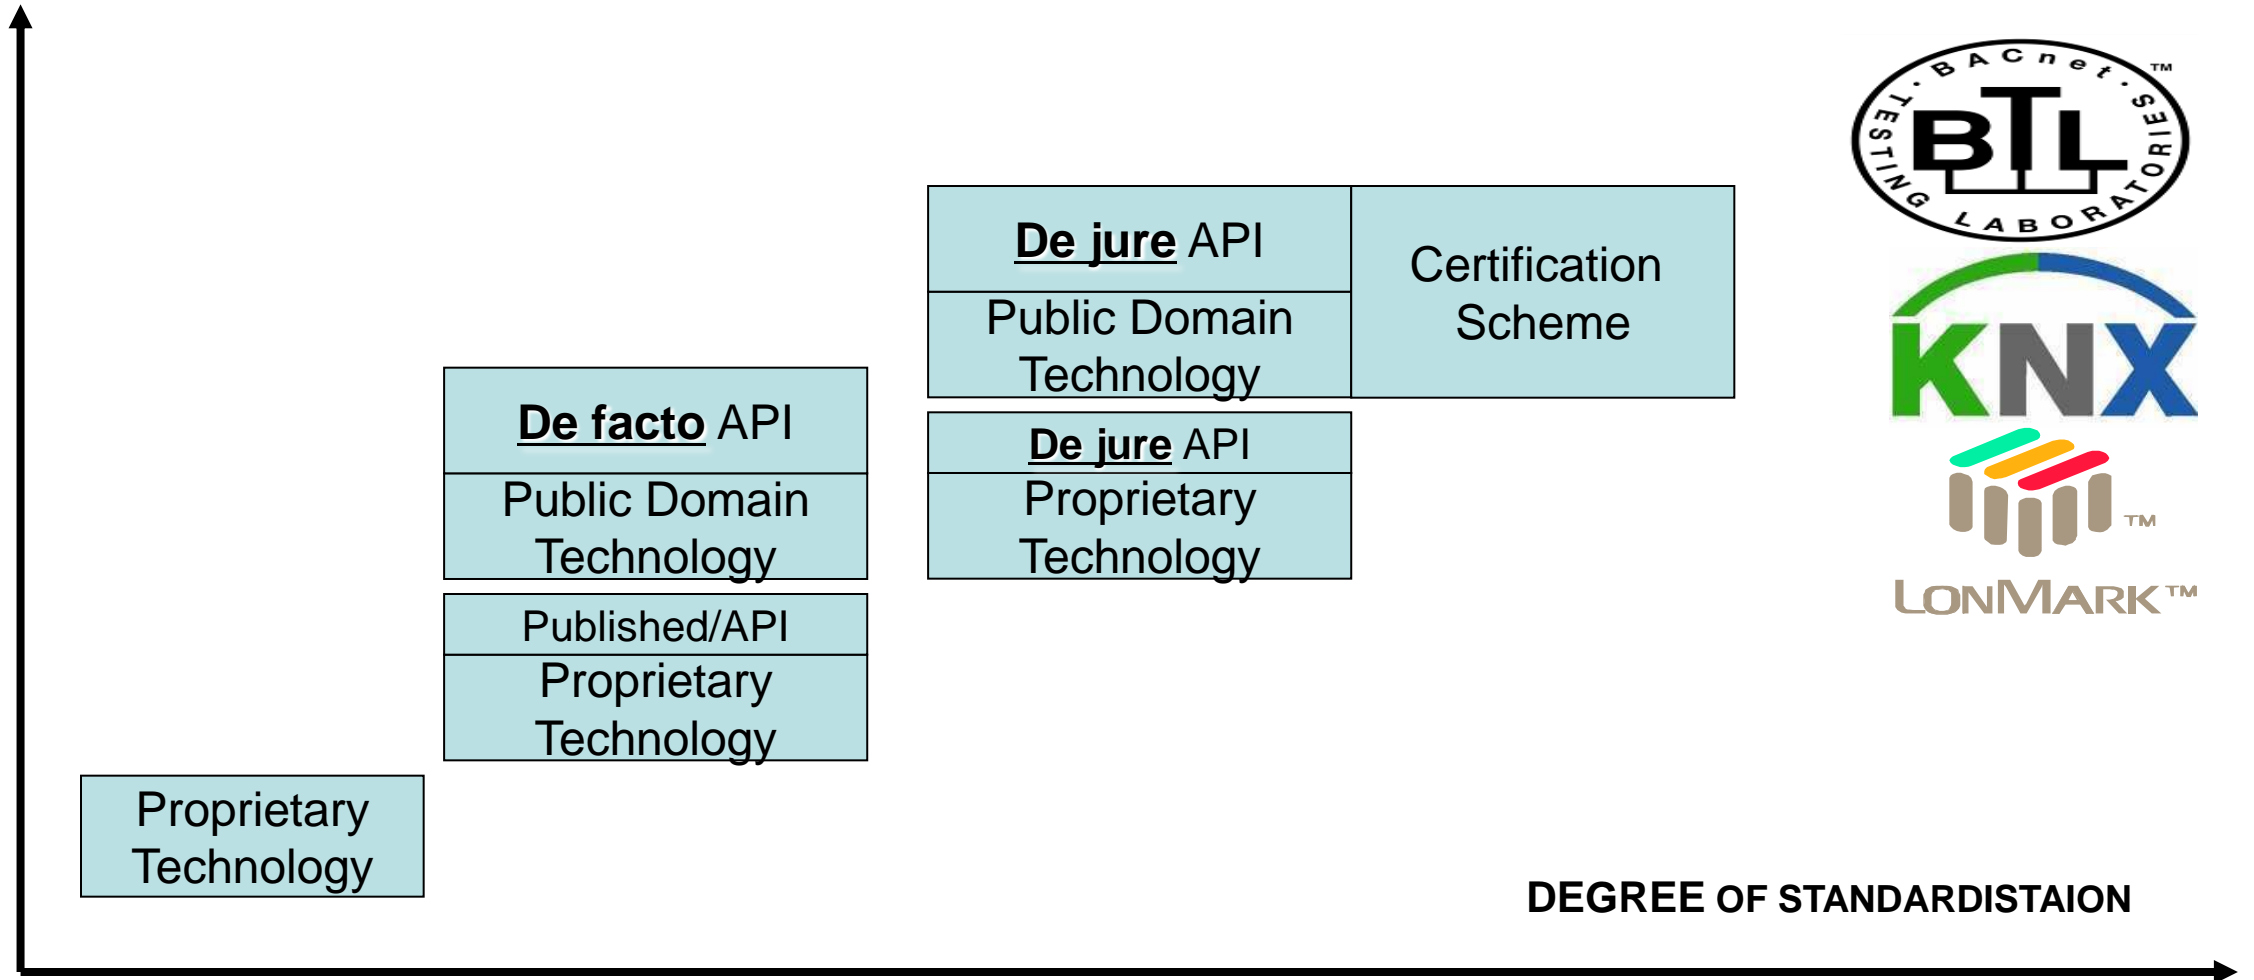 · BACnet ·
TESTING LABORATORIES
TM
BTL
De jure API
Public Domain
Technology
Certification
Scheme
KNX
De facto API
Public Domain
Technology
De jure API
Proprietary
Technology
TM
LONMARK™
Published/API
Proprietary
Technology
Proprietary
Technology
DEGREE OF STANDARDISTAION